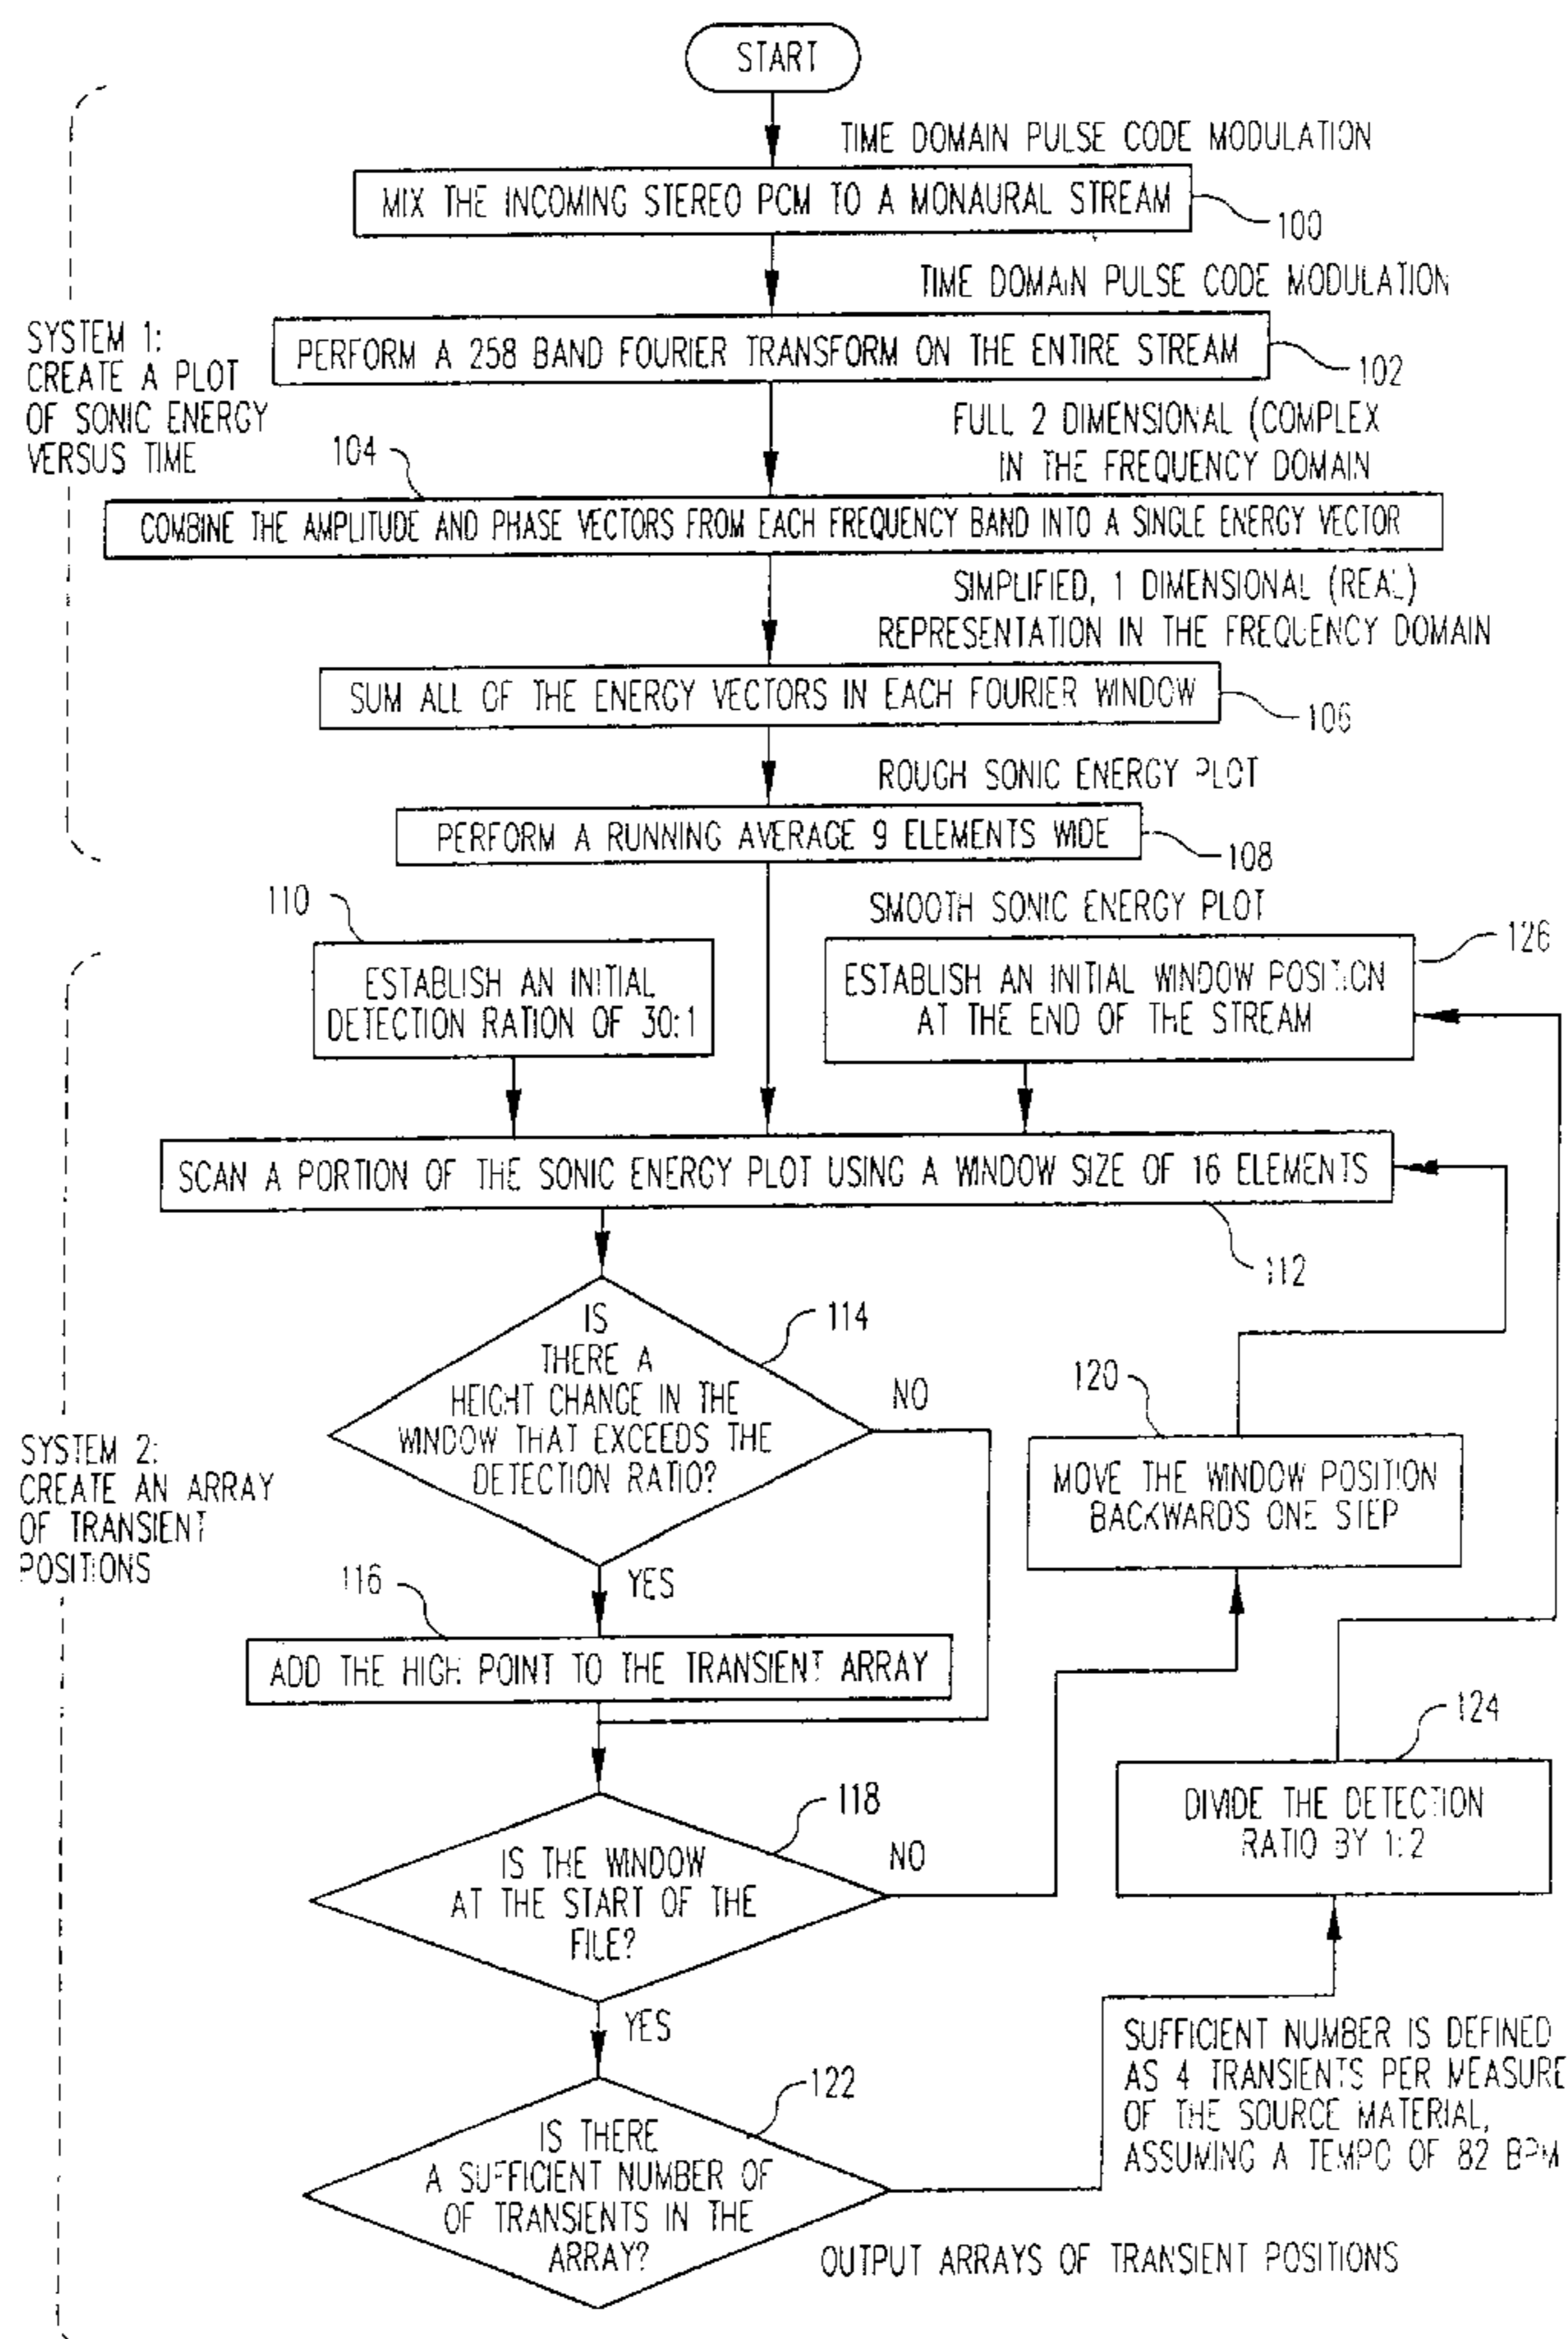 START
TIME DOMAIN PULSE CODE MODULATION
MIX THE INCOMING STEREO PCM TO A MONAURAL STREAM
100
TIME DOMAIN PULSE CODE MODULATION
PERFORM A 258 BAND FOURIER TRANSFORM ON THE ENTIRE STREAM
102
SYSTEM 1:
CREATE A PLOT
OF SONIC ENERGY
VERSUS TIME
FULL 2 DIMENSIONAL (COMPLEX
IN THE FREQUENCY DOMAIN
104
COMBINE THE AMPLITUDE AND PHASE VECTORS FROM EACH FREQUENCY BAND INTO A SINGLE ENERGY VECTOR
SIMPLIFIED, 1 DIMENSIONAL (REAL)
REPRESENTATION IN THE FREQUENCY DOMAIN
SUM ALL OF THE ENERGY VECTORS IN EACH FOURIER WINDOW
106
ROUGH SONIC ENERGY PLOT
PERFORM A RUNNING AVERAGE 9 ELEMENTS WIDE
108
110
SMOOTH SONIC ENERGY PLOT
ESTABLISH AN INITIAL
DETECTION RATION OF 30:1
126
ESTABLISH AN INITIAL WINDOW POSITION
AT THE END OF THE STREAM
SCAN A PORTION OF THE SONIC ENERGY PLOT USING A WINDOW SIZE OF 16 ELEMENTS
112
SYSTEM 2:
CREATE AN ARRAY
OF TRANSIENT
POSITIONS
IS
THERE A
HEIGHT CHANGE IN THE
WINDOW THAT EXCEEDS THE
DETECTION RATIO?
114
NO
120
MOVE THE WINDOW POSITION
BACKWARDS ONE STEP
YES
116
ADD THE HIGH POINT TO THE TRANSIENT ARRAY
124
DIVIDE THE DETECTION
RATIO BY 1:2
118
IS THE WINDOW
AT THE START OF THE
FILE?
NO
YES
122
IS THERE
A SUFFICIENT NUMBER OF
OF TRANSIENTS IN THE
ARRAY?
SUFFICIENT NUMBER IS DEFINED
AS 4 TRANSIENTS PER MEASURE
OF THE SOURCE MATERIAL,
ASSUMING A TEMPO OF 82 BPM
OUTPUT ARRAYS OF TRANSIENT POSITIONS